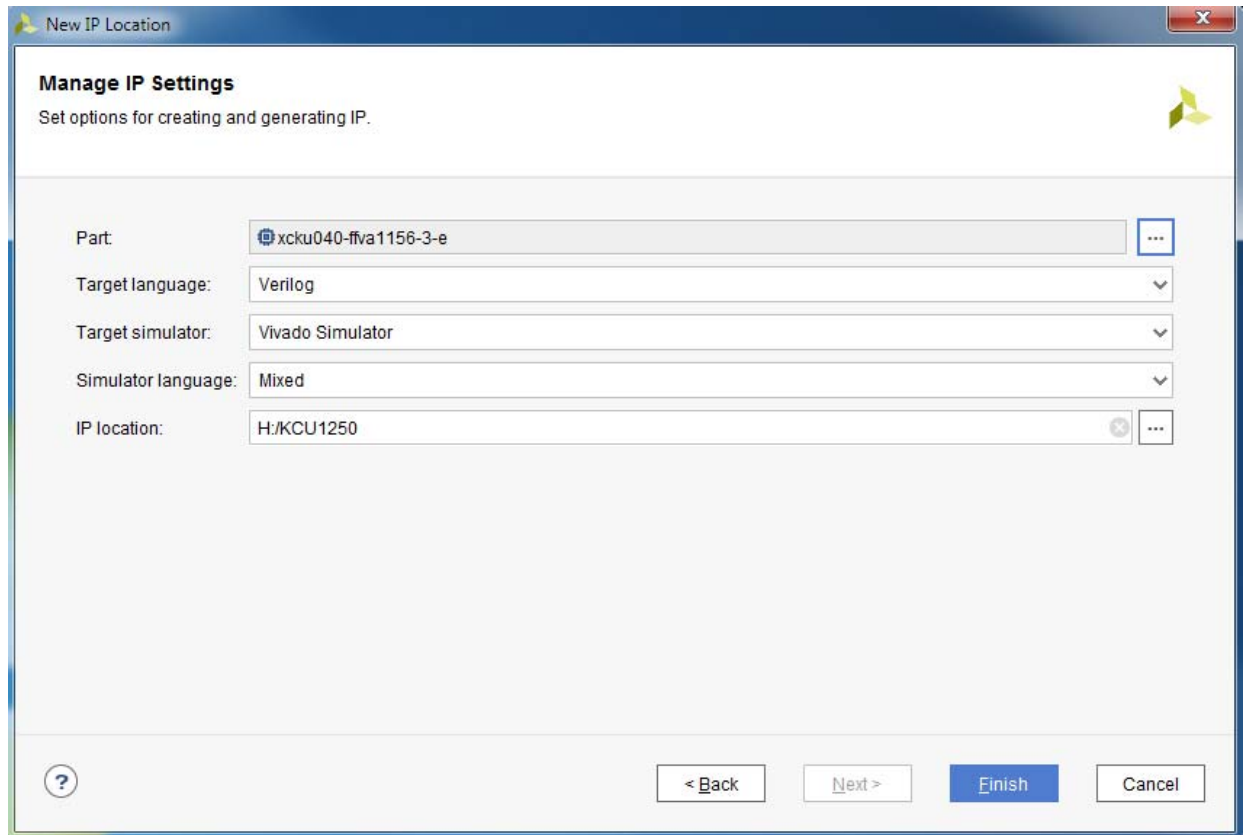 New IP Location
Manage IP Settings
Set options for creating and generating IP.
Part: xcku040-ffva1156-3-e ...
Target language: Verilog
Target simulator: Vivado Simulator
Simulator language: Mixed
IP location: H:/KCU1250 ...
? < Back Next > Finish Cancel